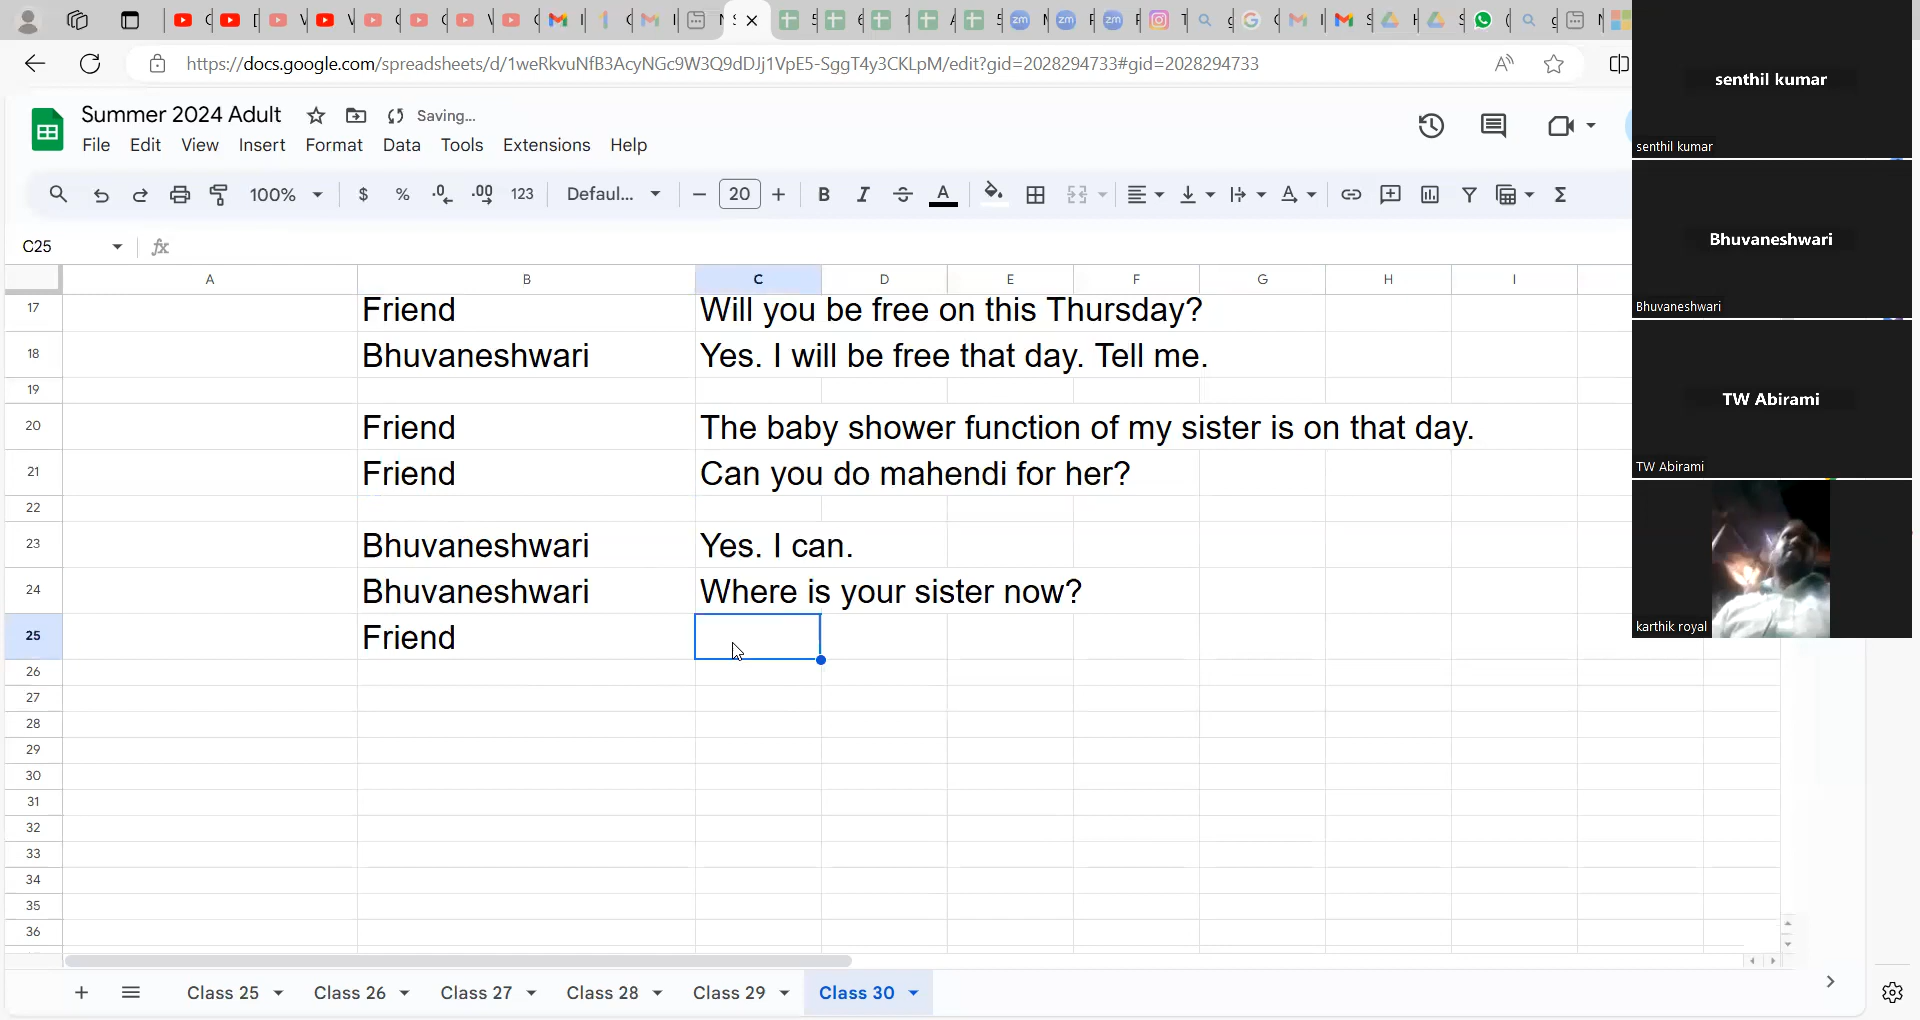 https://docs.google.com/spreadsheets/d/1weRkvuNfB3AcyNGc9W3Q9dDJj1VpE5-SggT4y3CKLpM/edit?gid=2028294733#gid=2028294733
Summer 2024 Adult Saving...
File Edit View Insert Format Data Tools Extensions Help
100% $ % .0 .00 123 Defaul... 20 B I S A
C25 fx
A B C D E F G H I
17 Friend Will you be free on this Thursday?
18 Bhuvaneshwari Yes. I will be free that day. Tell me.
19
20 Friend The baby shower function of my sister is on that day.
21 Friend Can you do mahendi for her?
22
23 Bhuvaneshwari Yes. I can.
24 Bhuvaneshwari Where is your sister now?
25 Friend
26
27
28
29
30
31
32
33
34
35
36
Class 25 Class 26 Class 27 Class 28 Class 29 Class 30
senthil kumar
senthil kumar
Bhuvaneshwari
Bhuvaneshwari
TW Abirami
TW Abirami
karthik royal